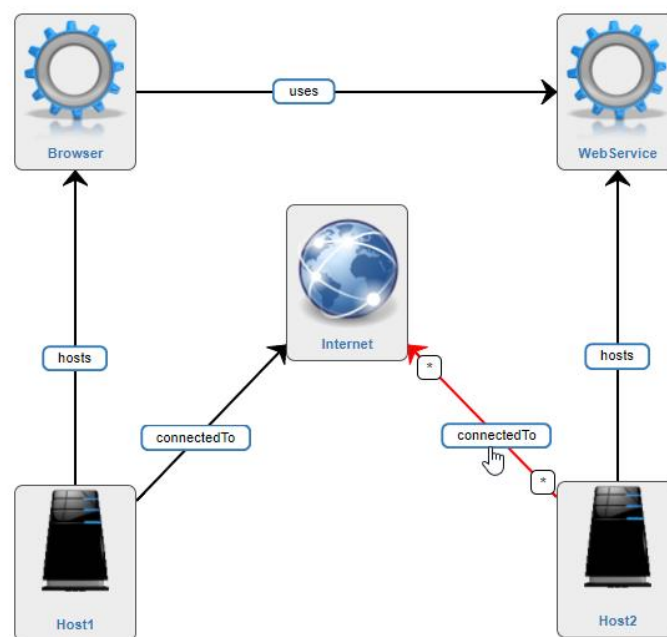 uses
Browser
WebService
Internet
hosts
hosts
*
connectedTo
connectedTo
*
Host1
Host2